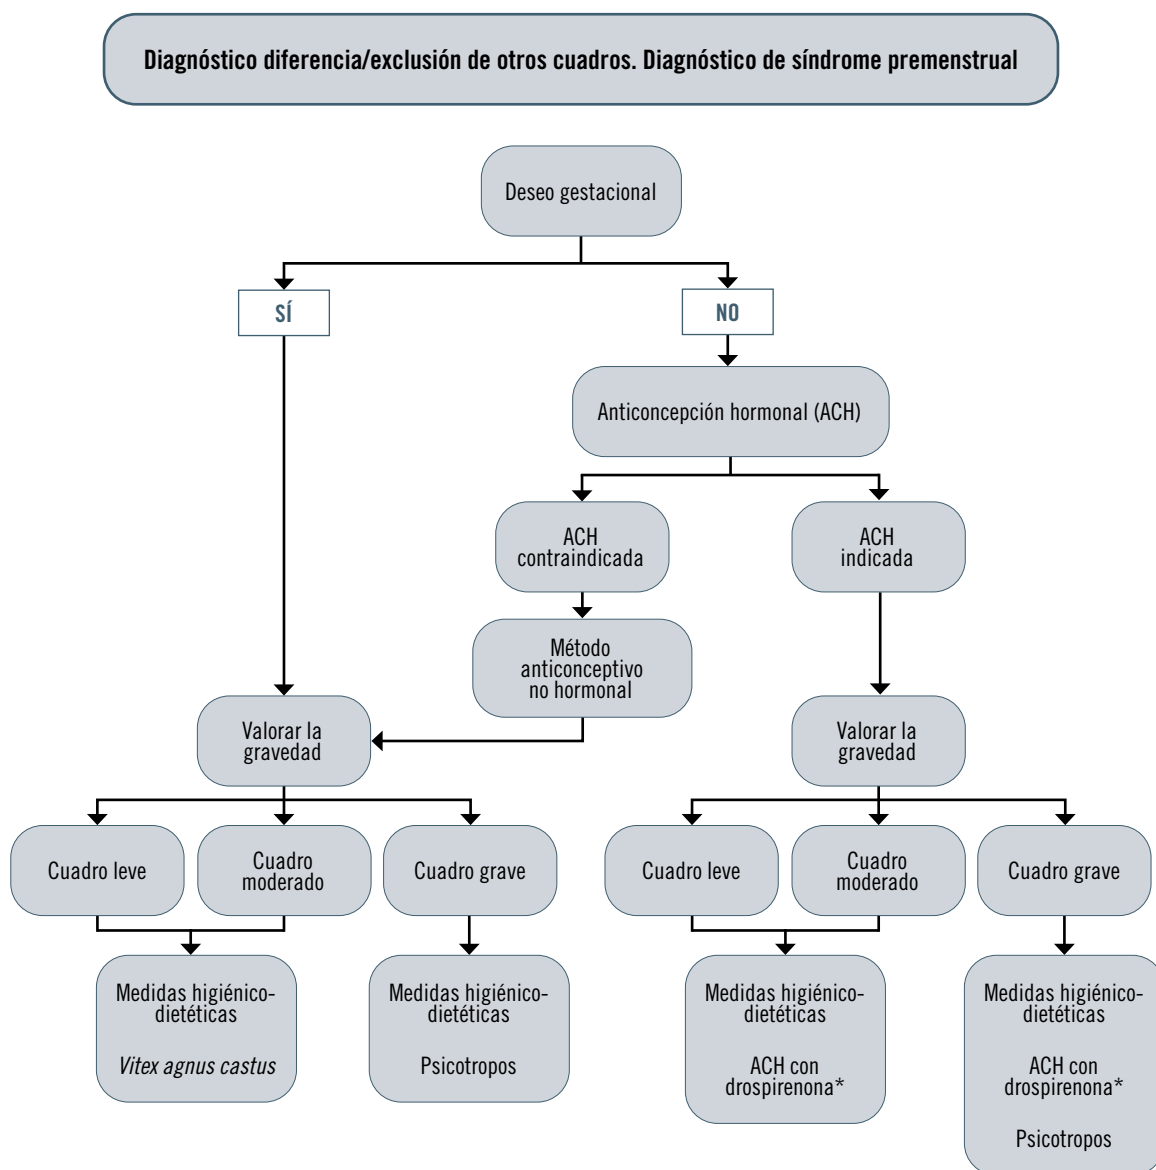 Diagnóstico diferencia/exclusión de otros cuadros. Diagnóstico de síndrome premenstrual
Deseo gestacional
SÍ
NO
Anticoncepción hormonal (ACH)
ACH
contraindicada
ACH
indicada
Método
anticonceptivo
no hormonal
Valorar la
gravedad
Valorar la
gravedad
Cuadro leve
Cuadro
moderado
Cuadro grave
Cuadro leve
Cuadro
moderado
Cuadro grave
Medidas higiénico-
dietéticas
Vitex agnus castus
Medidas higiénico-
dietéticas
Psicotropos
Medidas higiénico-
dietéticas
ACH con
drospirenona*
Medidas higiénico-
dietéticas
ACH con
drospirenona*
Psicotropos